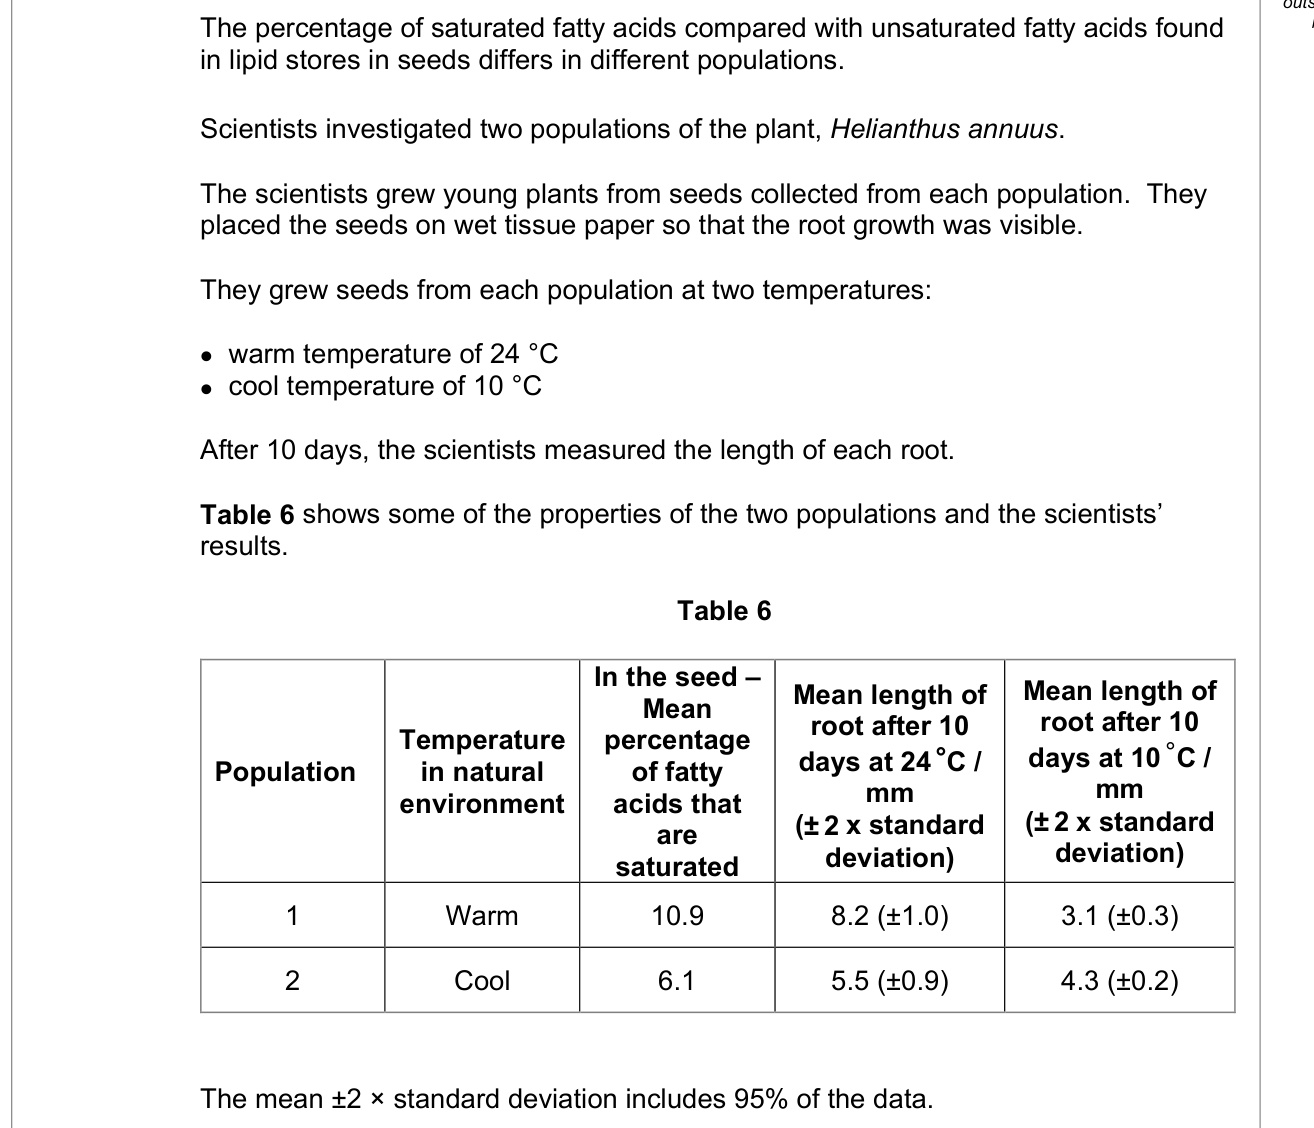 The percentage of saturated fatty acids compared with unsaturated fatty acids found
in lipid stores in seeds differs in different populations.
Scientists investigated two populations of the plant, Helianthus annuus.
The scientists grew young plants from seeds collected from each population. They
placed the seeds on wet tissue paper so that the root growth was visible.
They grew seeds from each population at two temperatures:
• warm temperature of 24 °C
• cool temperature of 10 °C
After 10 days, the scientists measured the length of each root.
Table 6 shows some of the properties of the two populations and the scientists’
results.
Table 6
Population
Temperature
in natural
environment
In the seed –
Mean
percentage
of fatty
acids that
are
saturated
Mean length of
root after 10
days at 24 °C /
mm
(± 2 x standard
deviation)
Mean length of
root after 10
days at 10 °C /
mm
(± 2 x standard
deviation)
1 Warm 10.9 8.2 (±1.0) 3.1 (±0.3)
2 Cool 6.1 5.5 (±0.9) 4.3 (±0.2)
The mean ±2 × standard deviation includes 95% of the data.